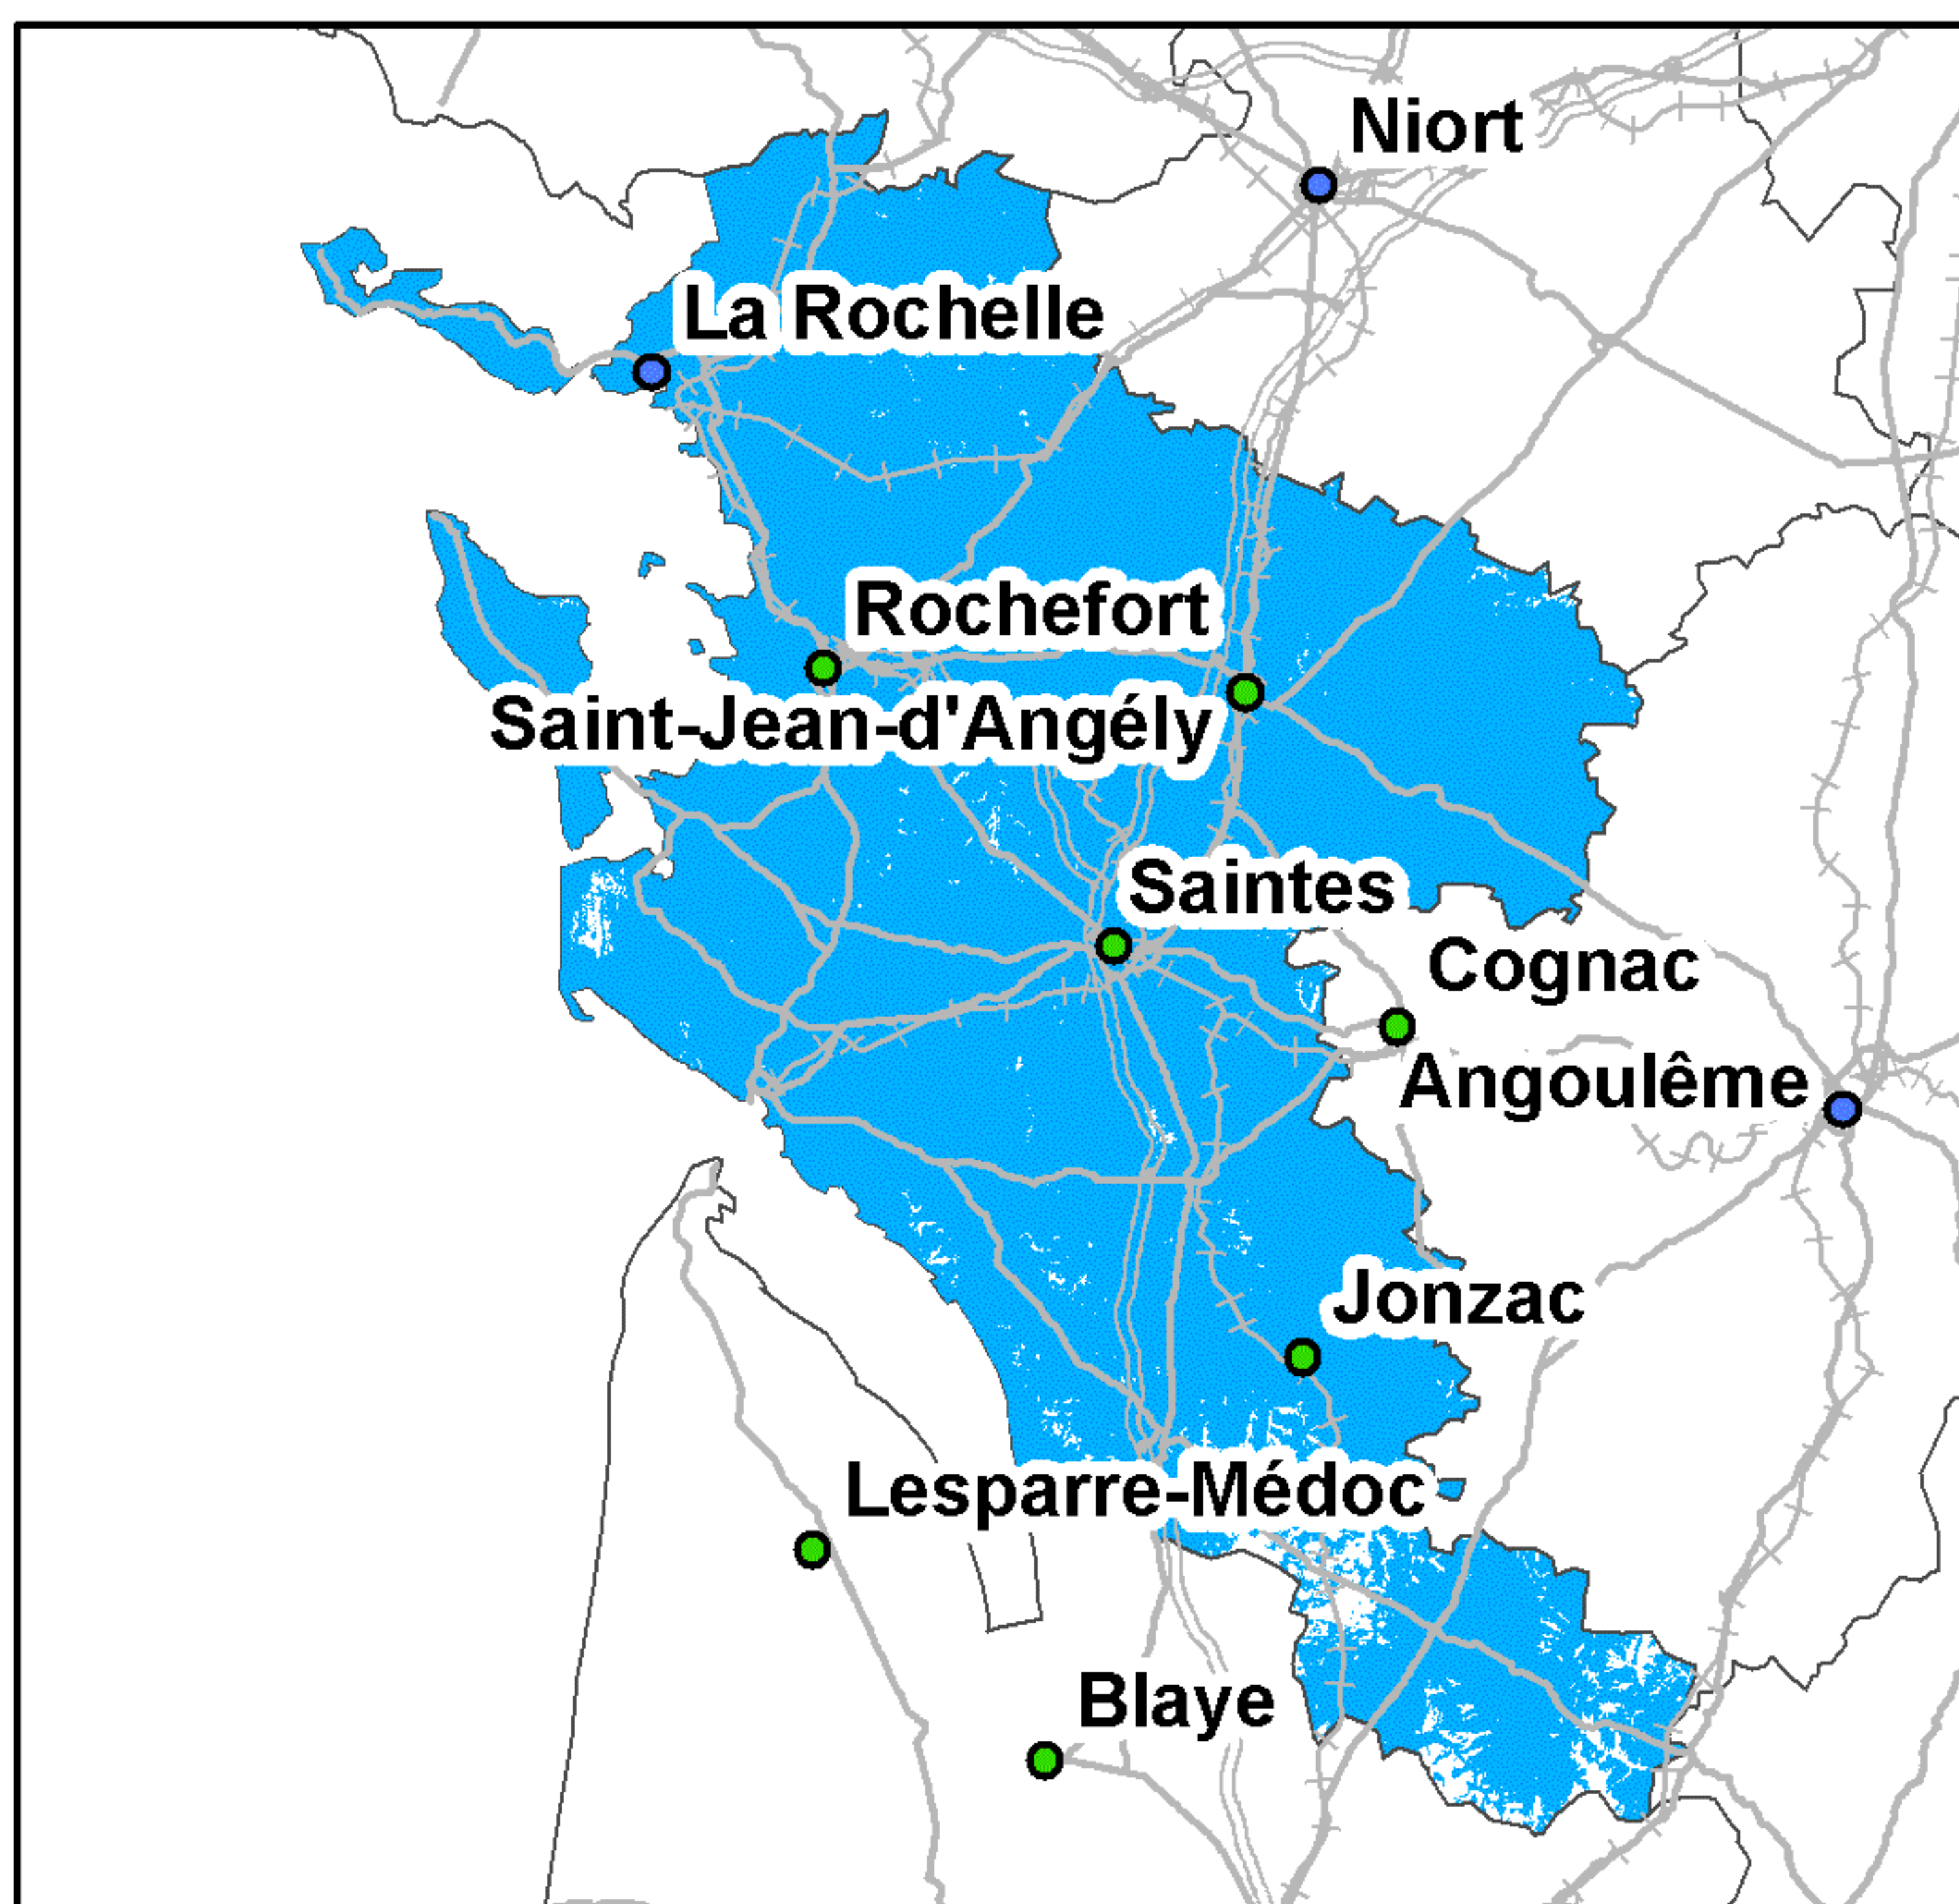 Niort
La Rochelle
Rochefort
Saint-Jean-d'Angély
Saintes
Cognac
Angoulême
Jonzac
Lesparre-Médoc
Blaye